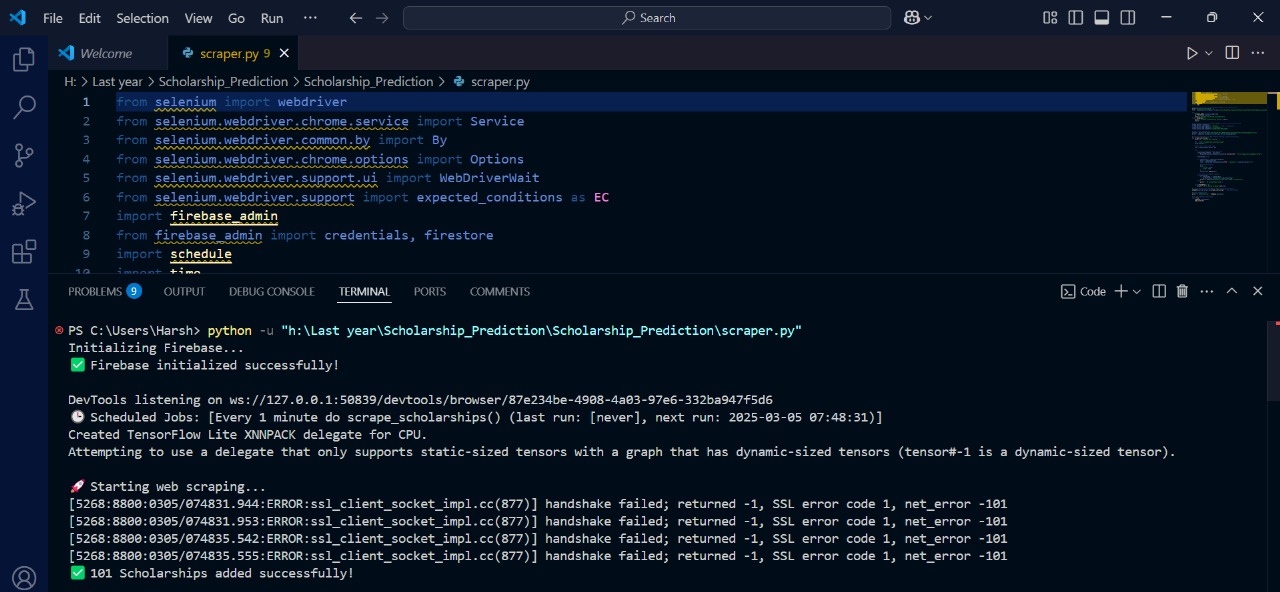 File Edit Selection View Go Run ··· Search
Welcome scraper.py 9
H: > Last year > Scholarship_Prediction > Scholarship_Prediction > scraper.py
1 from selenium import webdriver
2 from selenium.webdriver.chrome.service import Service
3 from selenium.webdriver.common.by import By
4 from selenium.webdriver.chrome.options import Options
5 from selenium.webdriver.support.ui import WebDriverWait
6 from selenium.webdriver.support import expected_conditions as EC
7 import firebase_admin
8 from firebase_admin import credentials, firestore
9 import schedule
10 import time
PROBLEMS 9 OUTPUT DEBUG CONSOLE TERMINAL PORTS COMMENTS Code
PS C:\Users\Harsh> python -u "h:\Last year\Scholarship_Prediction\Scholarship_Prediction\scraper.py"
Initializing Firebase...
✅ Firebase initialized successfully!
DevTools listening on ws://127.0.0.1:50839/devtools/browser/87e234be-4908-4a03-97e6-332ba947f5d6
🕒 Scheduled Jobs: [Every 1 minute do scrape_scholarships() (last run: [never], next run: 2025-03-05 07:48:31)]
Created TensorFlow Lite XNNPACK delegate for CPU.
Attempting to use a delegate that only supports static-sized tensors with a graph that has dynamic-sized tensors (tensor#-1 is a dynamic-sized tensor).
🚀 Starting web scraping...
[5268:8800:0305/074831.944:ERROR:ssl_client_socket_impl.cc(877)] handshake failed; returned -1, SSL error code 1, net_error -101
[5268:8800:0305/074831.953:ERROR:ssl_client_socket_impl.cc(877)] handshake failed; returned -1, SSL error code 1, net_error -101
[5268:8800:0305/074835.542:ERROR:ssl_client_socket_impl.cc(877)] handshake failed; returned -1, SSL error code 1, net_error -101
[5268:8800:0305/074835.555:ERROR:ssl_client_socket_impl.cc(877)] handshake failed; returned -1, SSL error code 1, net_error -101
✅ 101 Scholarships added successfully!